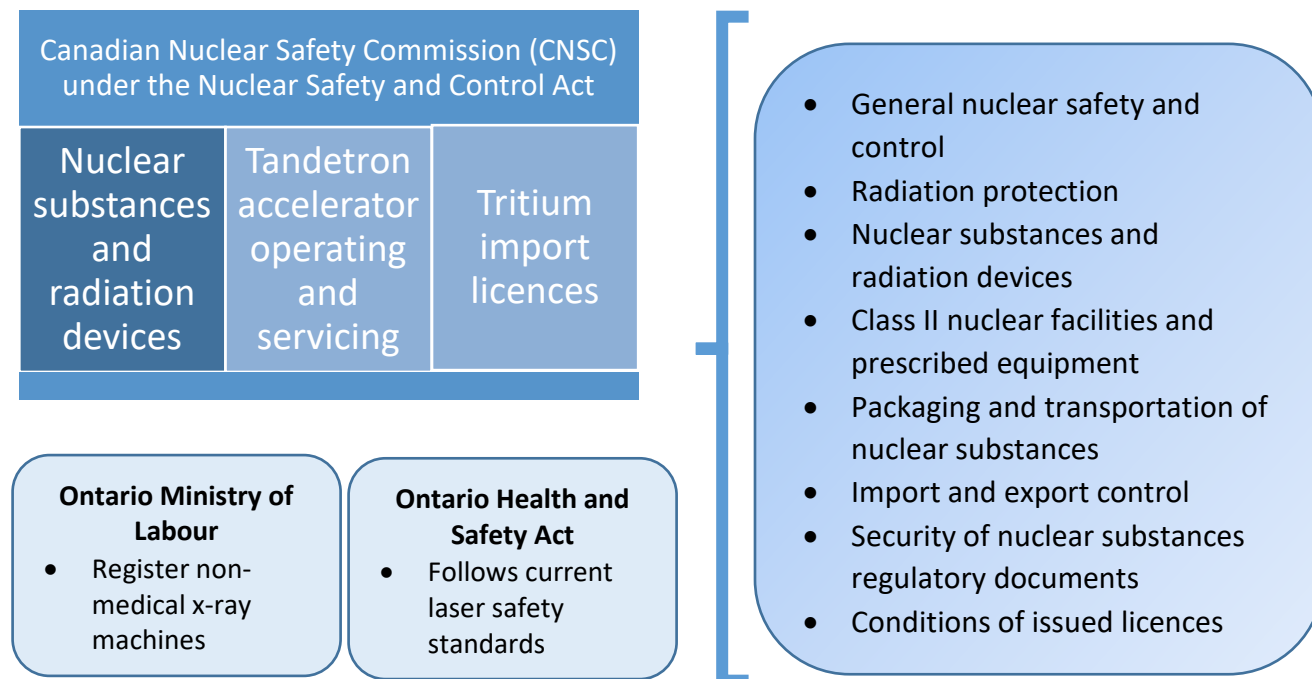 Canadian Nuclear Safety Commission (CNSC)
under the Nuclear Safety and Control Act
Nuclear
substances
and
radiation
devices
Tandetron
accelerator
operating
and
servicing
Tritium
import
licences
Ontario Ministry of
Labour
• Register non-
medical x-ray
machines
Ontario Health and
Safety Act
• Follows current
laser safety
standards
• General nuclear safety and
control
• Radiation protection
• Nuclear substances and
radiation devices
• Class II nuclear facilities and
prescribed equipment
• Packaging and transportation of
nuclear substances
• Import and export control
• Security of nuclear substances
regulatory documents
• Conditions of issued licences